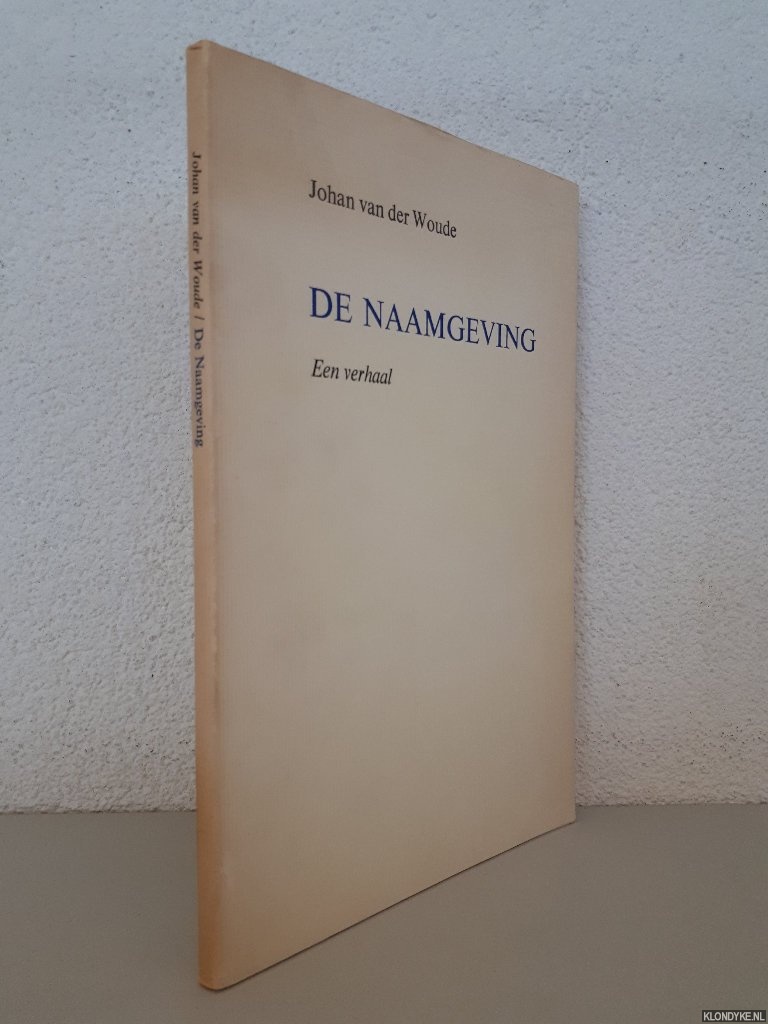 Johan van der Woude / De Naamgeving
Johan van der Woude
DE NAAMGEVING
Een verhaal
KLONDYKE.NL